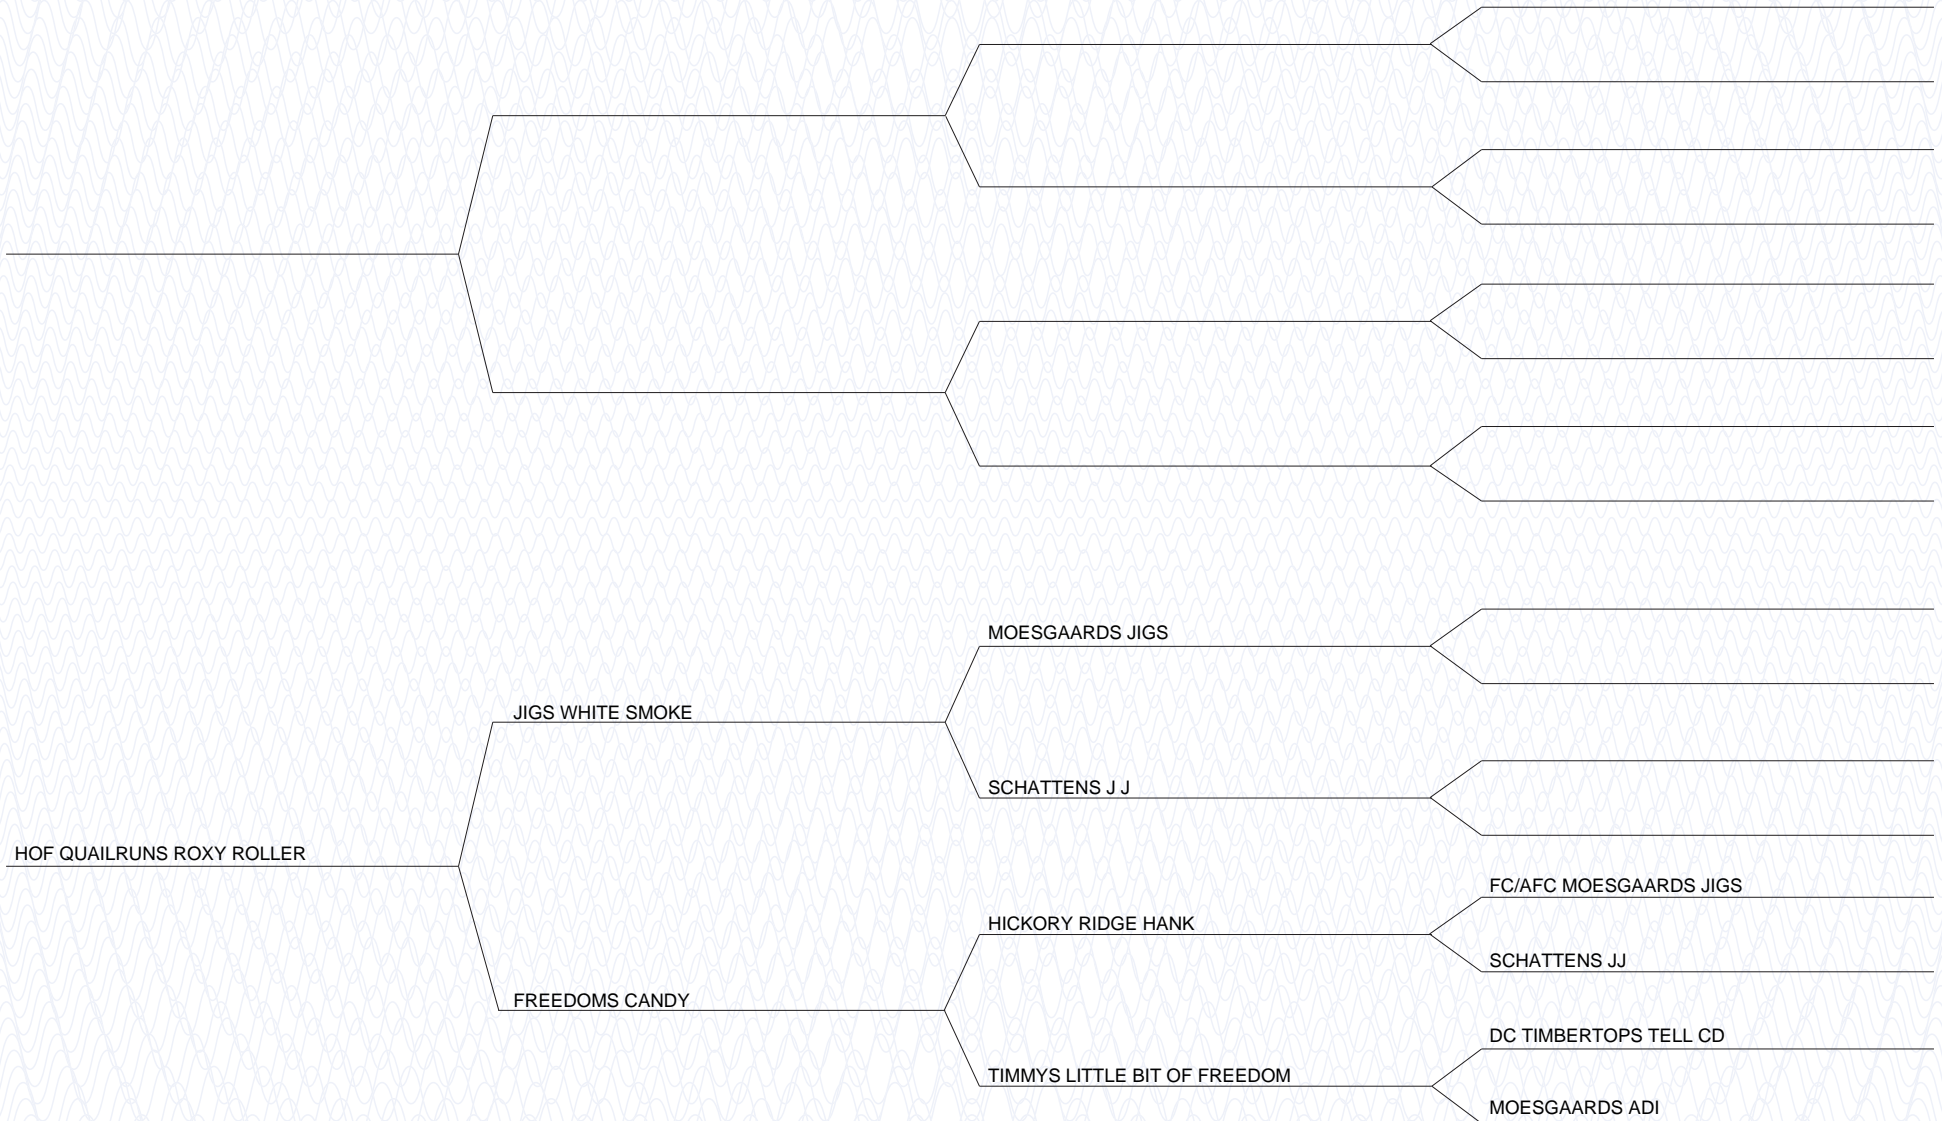 MOESGAARDS JIGS
JIGS WHITE SMOKE
SCHATTENS J J
HOF QUAILRUNS ROXY ROLLER
FC/AFC MOESGAARDS JIGS
HICKORY RIDGE HANK
SCHATTENS JJ
FREEDOMS CANDY
DC TIMBERTOPS TELL CD
TIMMYS LITTLE BIT OF FREEDOM
MOESGAARDS ADI